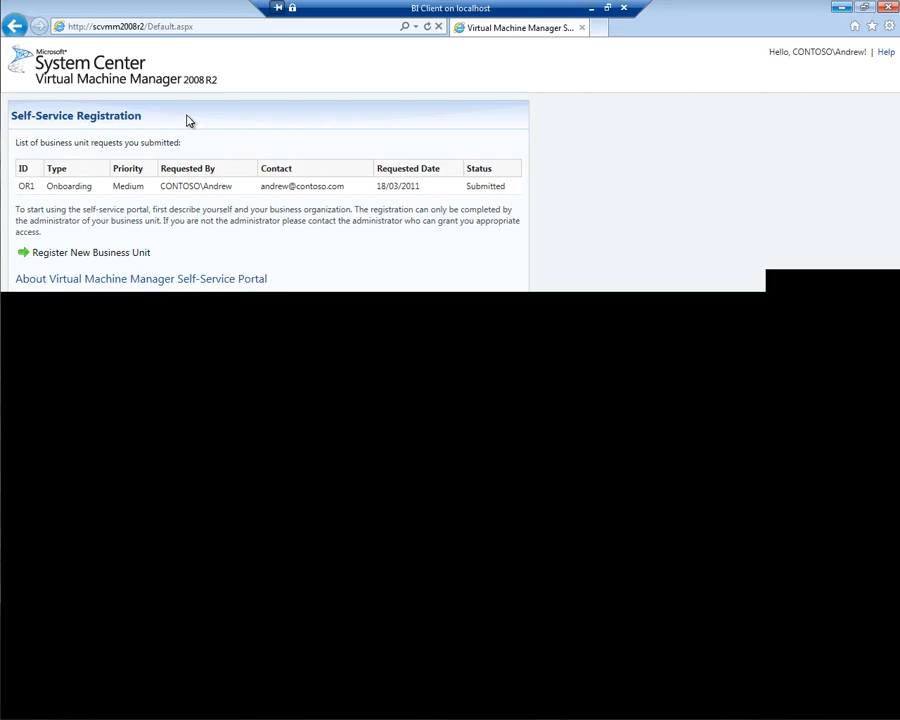 BI Client on localhost
http://scvmm2008r2/Default.aspx
Virtual Machine Manager S...
Microsoft®
System Center
Virtual Machine Manager 2008 R2
Hello, CONTOSO\Andrew! | Help
Self-Service Registration
List of business unit requests you submitted:
ID Type Priority Requested By Contact Requested Date Status
OR1 Onboarding Medium CONTOSO\Andrew andrew@contoso.com 18/03/2011 Submitted
To start using the self-service portal, first describe yourself and your business organization. The registration can only be completed by
the administrator of your business unit. If you are not the administrator please contact the administrator who can grant you appropriate
access.
Register New Business Unit
About Virtual Machine Manager Self-Service Portal